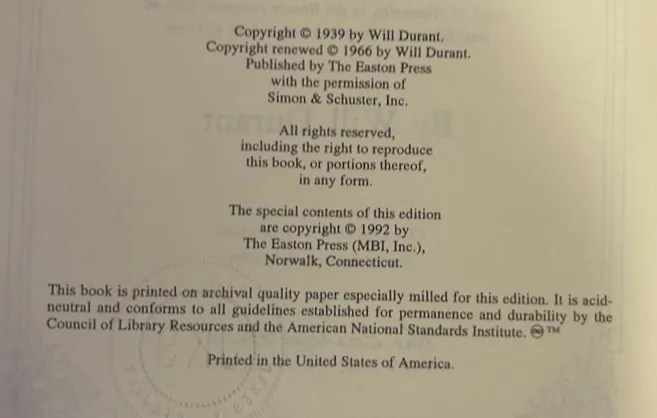 Copyright © 1939 by Will Durant.
Copyright renewed © 1966 by Will Durant.
Published by The Easton Press
with the permission of
Simon & Schuster, Inc.
All rights reserved,
including the right to reproduce
this book, or portions thereof,
in any form.
The special contents of this edition
are copyright © 1992 by
The Easton Press (MBI, Inc.),
Norwalk, Connecticut.
This book is printed on archival quality paper especially milled for this edition. It is acid-
neutral and conforms to all guidelines established for permanence and durability by the
Council of Library Resources and the American National Standards Institute. ♾™
Printed in the United States of America.